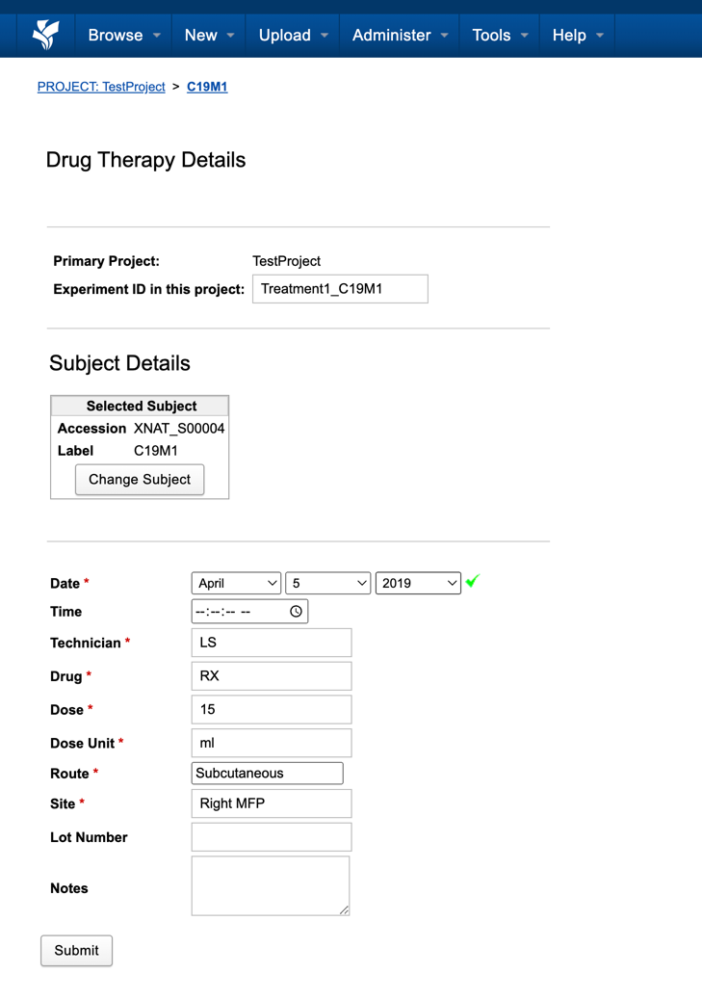 Browse New Upload Administer Tools Help
PROJECT: TestProject > C19M1
Drug Therapy Details
Primary Project: TestProject
Experiment ID in this project: Treatment1_C19M1
Subject Details
Selected Subject
Accession XNAT_S00004
Label C19M1
Change Subject
Date * April 5 2019
Time --:--:-- --
Technician * LS
Drug * RX
Dose * 15
Dose Unit * ml
Route * Subcutaneous
Site * Right MFP
Lot Number
Notes
Submit